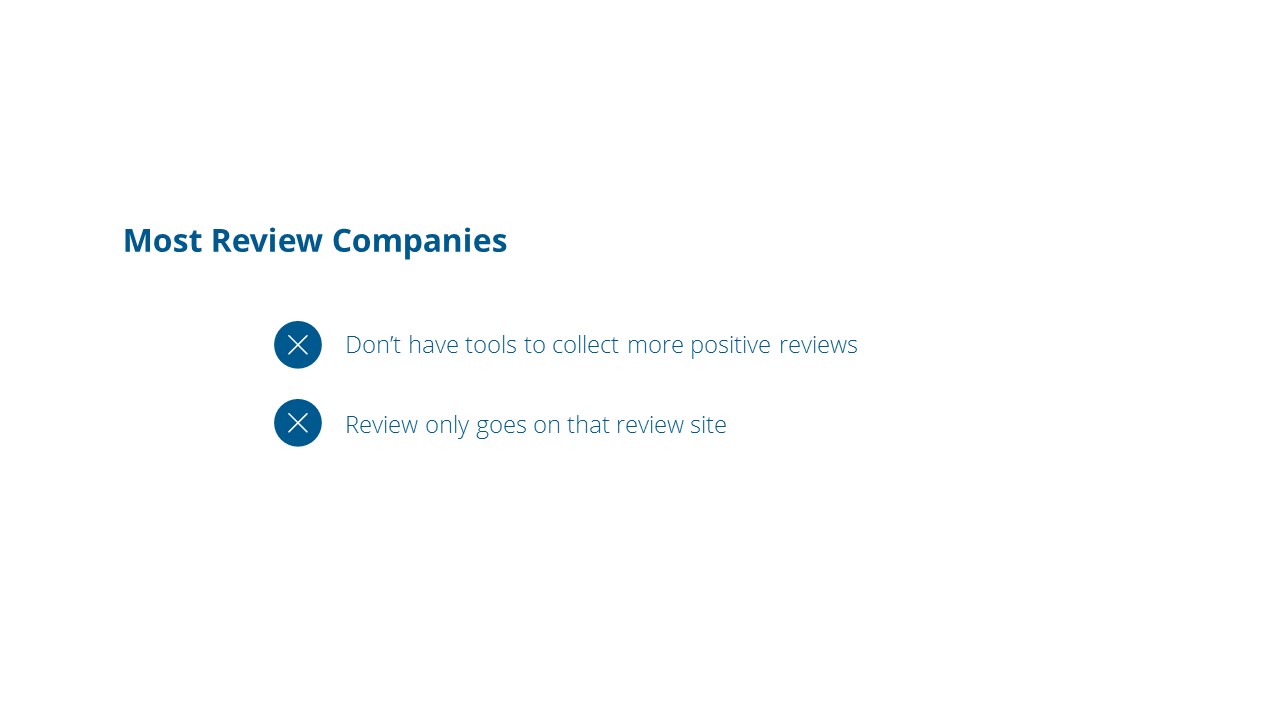 Most Review Companies
Don’t have tools to collect more positive reviews
Review only goes on that review site